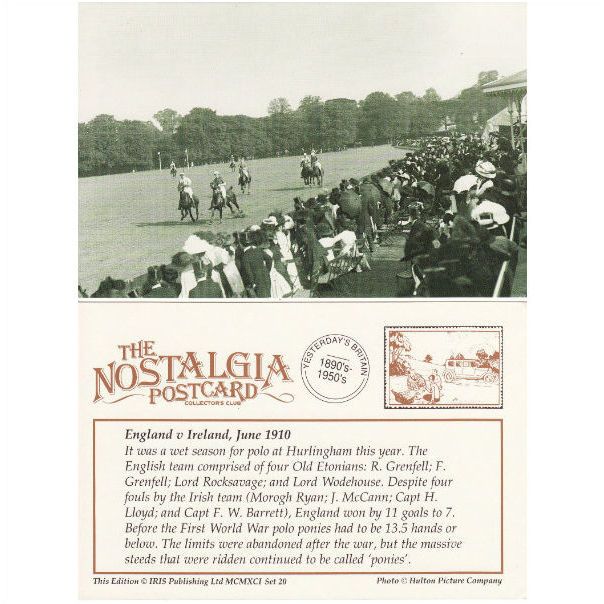 THE
NOSTALGIA
POSTCARD
COLLECTOR'S CLUB
YESTERDAY'S BRITAIN
1890's-
1950's
England v Ireland, June 1910
It was a wet season for polo at Hurlingham this year. The
English team comprised of four Old Etonians: R. Grenfell; F.
Grenfell; Lord Rocksavage; and Lord Wodehouse. Despite four
fouls by the Irish team (Morogh Ryan; J. McCann; Capt H.
Lloyd; and Capt F. W. Barrett), England won by 11 goals to 7.
Before the First World War polo ponies had to be 13.5 hands or
below. The limits were abandoned after the war, but the massive
steeds that were ridden continued to be called 'ponies'.
This Edition © IRIS Publishing Ltd MCMXCI Set 20
Photo © Hulton Picture Company